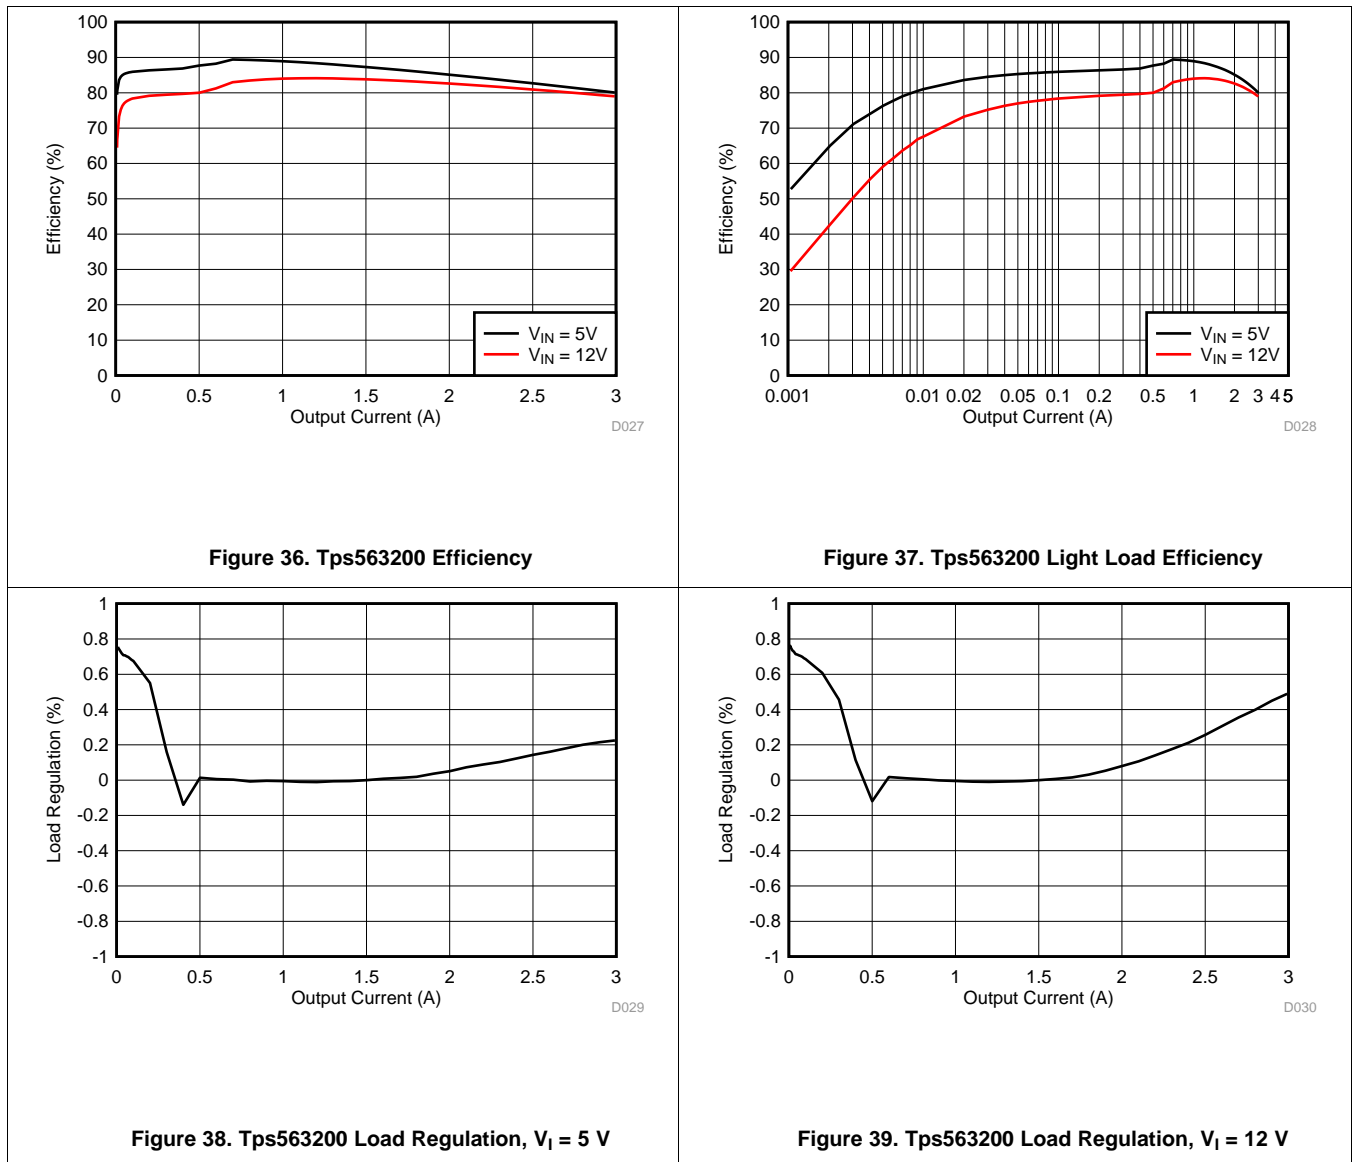 100
90
80
70
60
50
40
30
20
10
0
Efficiency (%)
VIN = 5V
VIN = 12V
0 0.5 1 1.5 2 2.5 3
Output Current (A)
D027
Figure 36. Tps563200 Efficiency
100
90
80
70
60
50
40
30
20
10
0
Efficiency (%)
VIN = 5V
VIN = 12V
0.001 0.01 0.02 0.05 0.1 0.2 0.5 1 2 3 4 5
Output Current (A)
D028
Figure 37. Tps563200 Light Load Efficiency
1
0.8
0.6
0.4
0.2
0
-0.2
-0.4
-0.6
-0.8
-1
Load Regulation (%)
0 0.5 1 1.5 2 2.5 3
Output Current (A)
D029
Figure 38. Tps563200 Load Regulation, VI = 5 V
1
0.8
0.6
0.4
0.2
0
-0.2
-0.4
-0.6
-0.8
-1
Load Regulation (%)
0 0.5 1 1.5 2 2.5 3
Output Current (A)
D030
Figure 39. Tps563200 Load Regulation, VI = 12 V